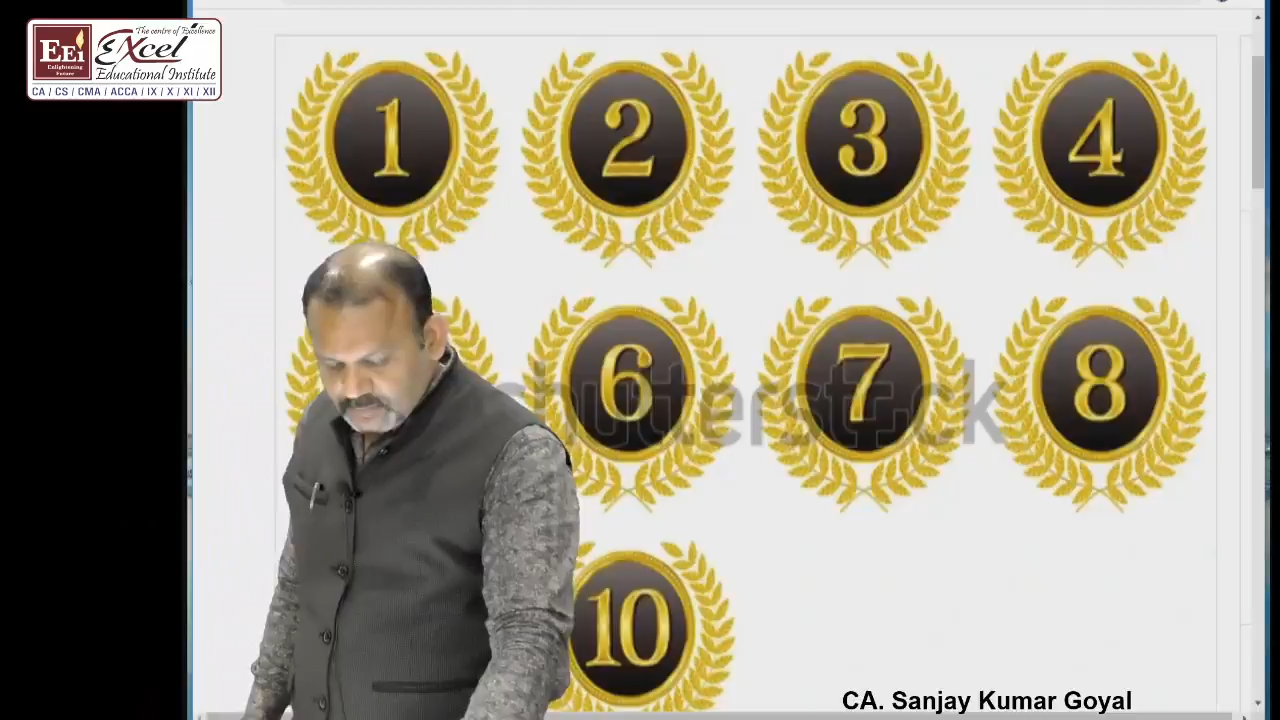 The centre of Excellence
EEi
EXcel
Enlightening
Future
Educational Institute
CA / CS / CMA / ACCA / IX / X / XI / XII
1
2
3
4
6
7
8
shutterstock
10
CA. Sanjay Kumar Goyal